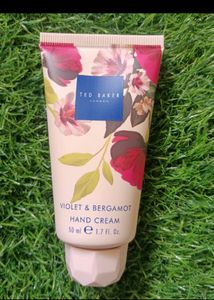 TED BAKER
LONDON
VIOLET & BERGAMOT
HAND CREAM
50 ml ℮ 1.7 Fl. Oz.